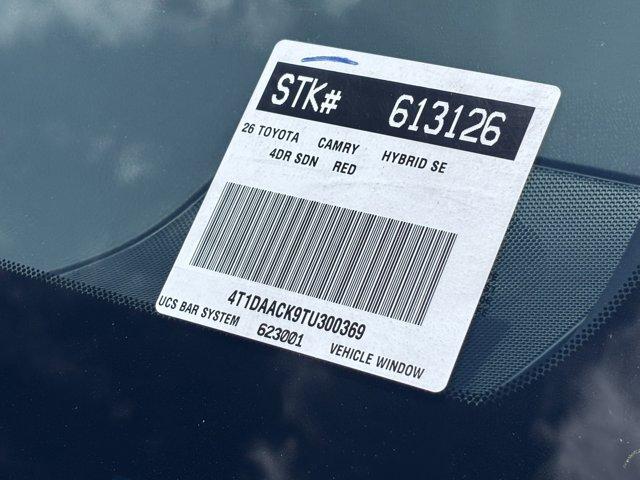 STK# 613126
26 TOYOTA CAMRY HYBRID SE
4DR SDN RED
4T1DAACK9TU300369
UCS BAR SYSTEM 623001 VEHICLE WINDOW